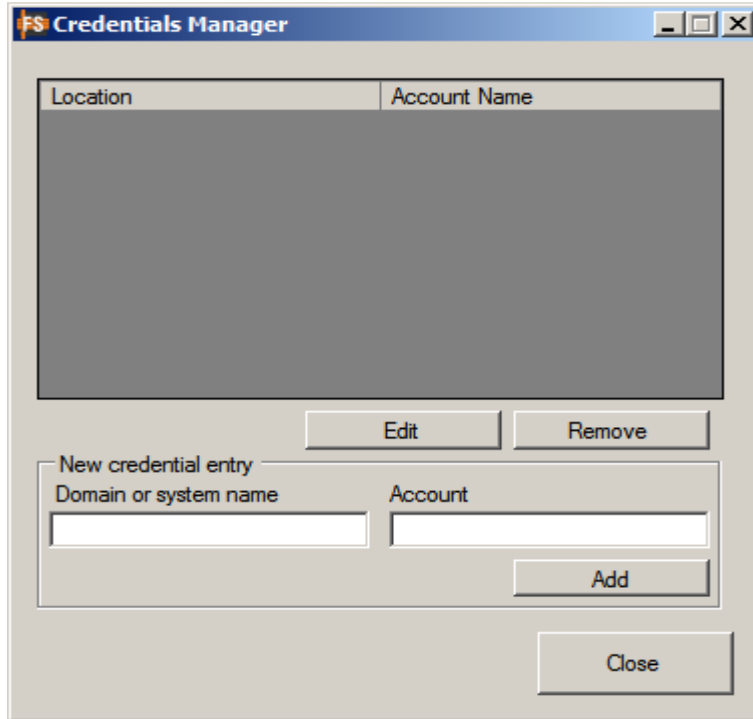 FS Credentials Manager
Location Account Name
Edit Remove
New credential entry
Domain or system name Account
Add
Close